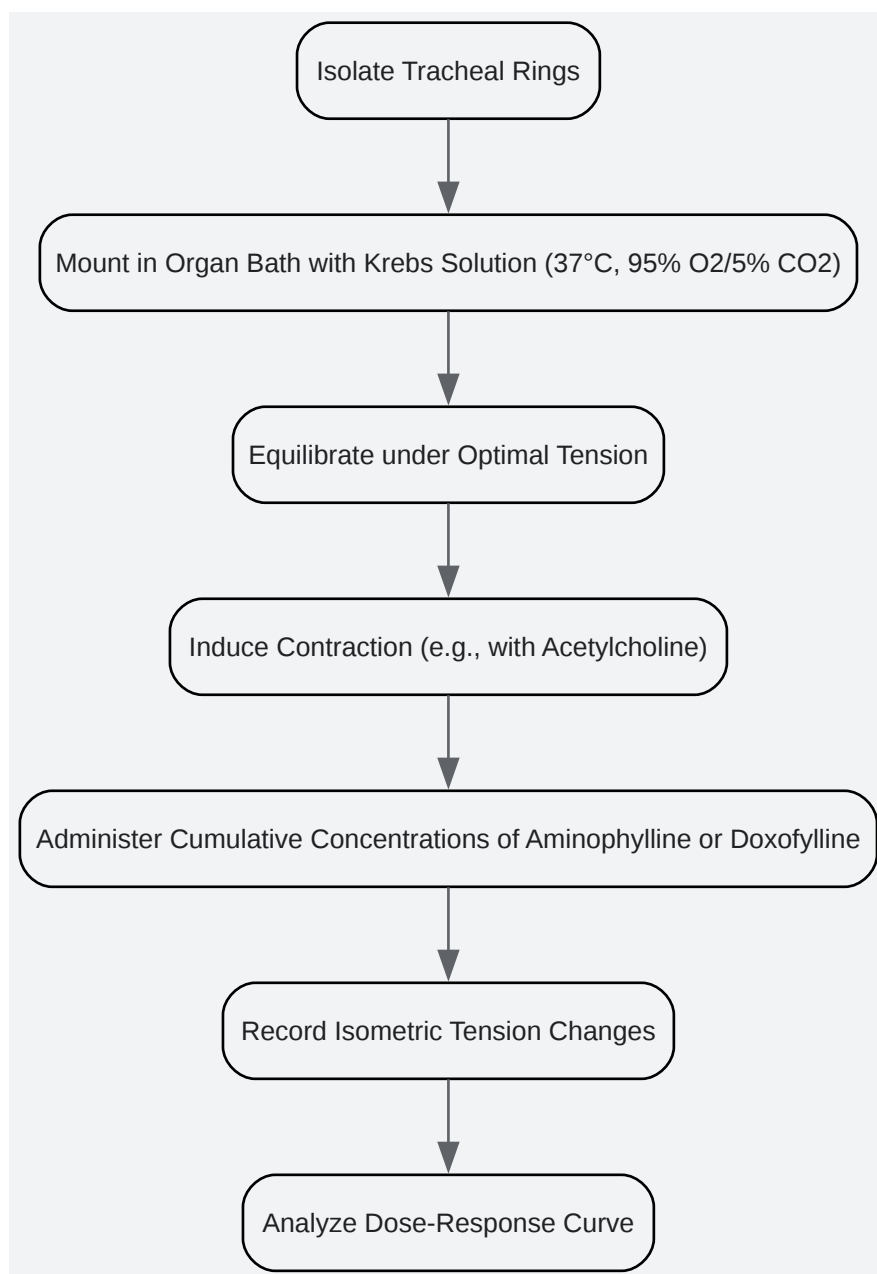 Isolate Tracheal Rings
Mount in Organ Bath with Krebs Solution (37°C, 95% O2/5% CO2)
Equilibrate under Optimal Tension
Induce Contraction (e.g., with Acetylcholine)
Administer Cumulative Concentrations of Aminophylline or Doxofylline
Record Isometric Tension Changes
Analyze Dose-Response Curve